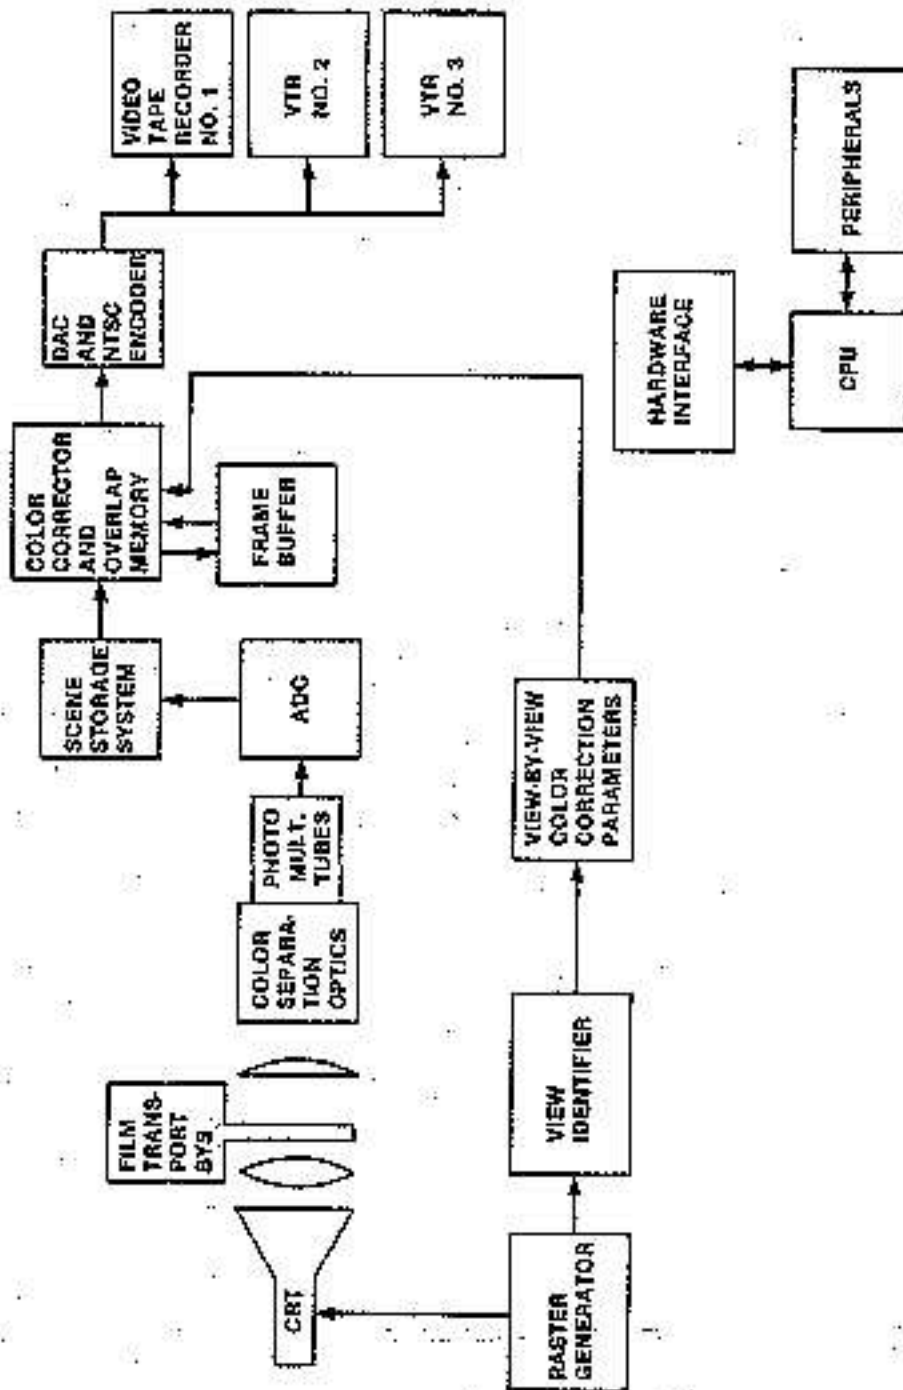 FILM
TRANS-
PORT
SYS
CRT
COLOR
SEPARA-
TION
OPTICS
PHOTO
MULT.
TUBES
ADC
SCENE
STORAGE
SYSTEM
COLOR
CORRECTOR
AND
OVERLAP
MEMORY
FRAME
BUFFER
DAC
AND
NTSC
ENCODER
VIDEO
TAPE
RECORDER
NO. 1
VTR
NO. 2
VTR
NO. 3
RASTER
GENERATOR
VIEW
IDENTIFIER
VIEW-BY-VIEW
COLOR
CORRECTION
PARAMETERS
HARDWARE
INTERFACE
CPU
PERIPHERALS